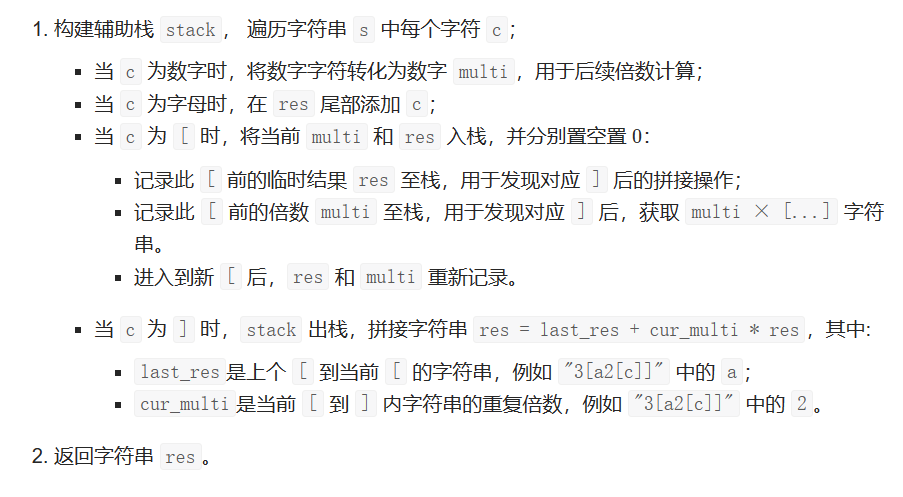 1. 构建辅助栈 stack， 遍历字符串 s 中每个字符 c；
▪ 当 c 为数字时，将数字字符转化为数字 multi，用于后续倍数计算；
▪ 当 c 为字母时，在 res 尾部添加 c；
▪ 当 c 为 [ 时，将当前 multi 和 res 入栈，并分别置空置 0：
▪ 记录此 [ 前的临时结果 res 至栈，用于发现对应 ] 后的拼接操作；
▪ 记录此 [ 前的倍数 multi 至栈，用于发现对应 ] 后，获取 multi × [...] 字符
串。
▪ 进入到新 [ 后，res 和 multi 重新记录。
▪ 当 c 为 ] 时，stack 出栈，拼接字符串 res = last_res + cur_multi * res，其中:
▪ last_res是上个 [ 到当前 [ 的字符串，例如 "3[a2[c]]" 中的 a；
▪ cur_multi是当前 [ 到 ] 内字符串的重复倍数，例如 "3[a2[c]]" 中的 2。
2. 返回字符串 res。